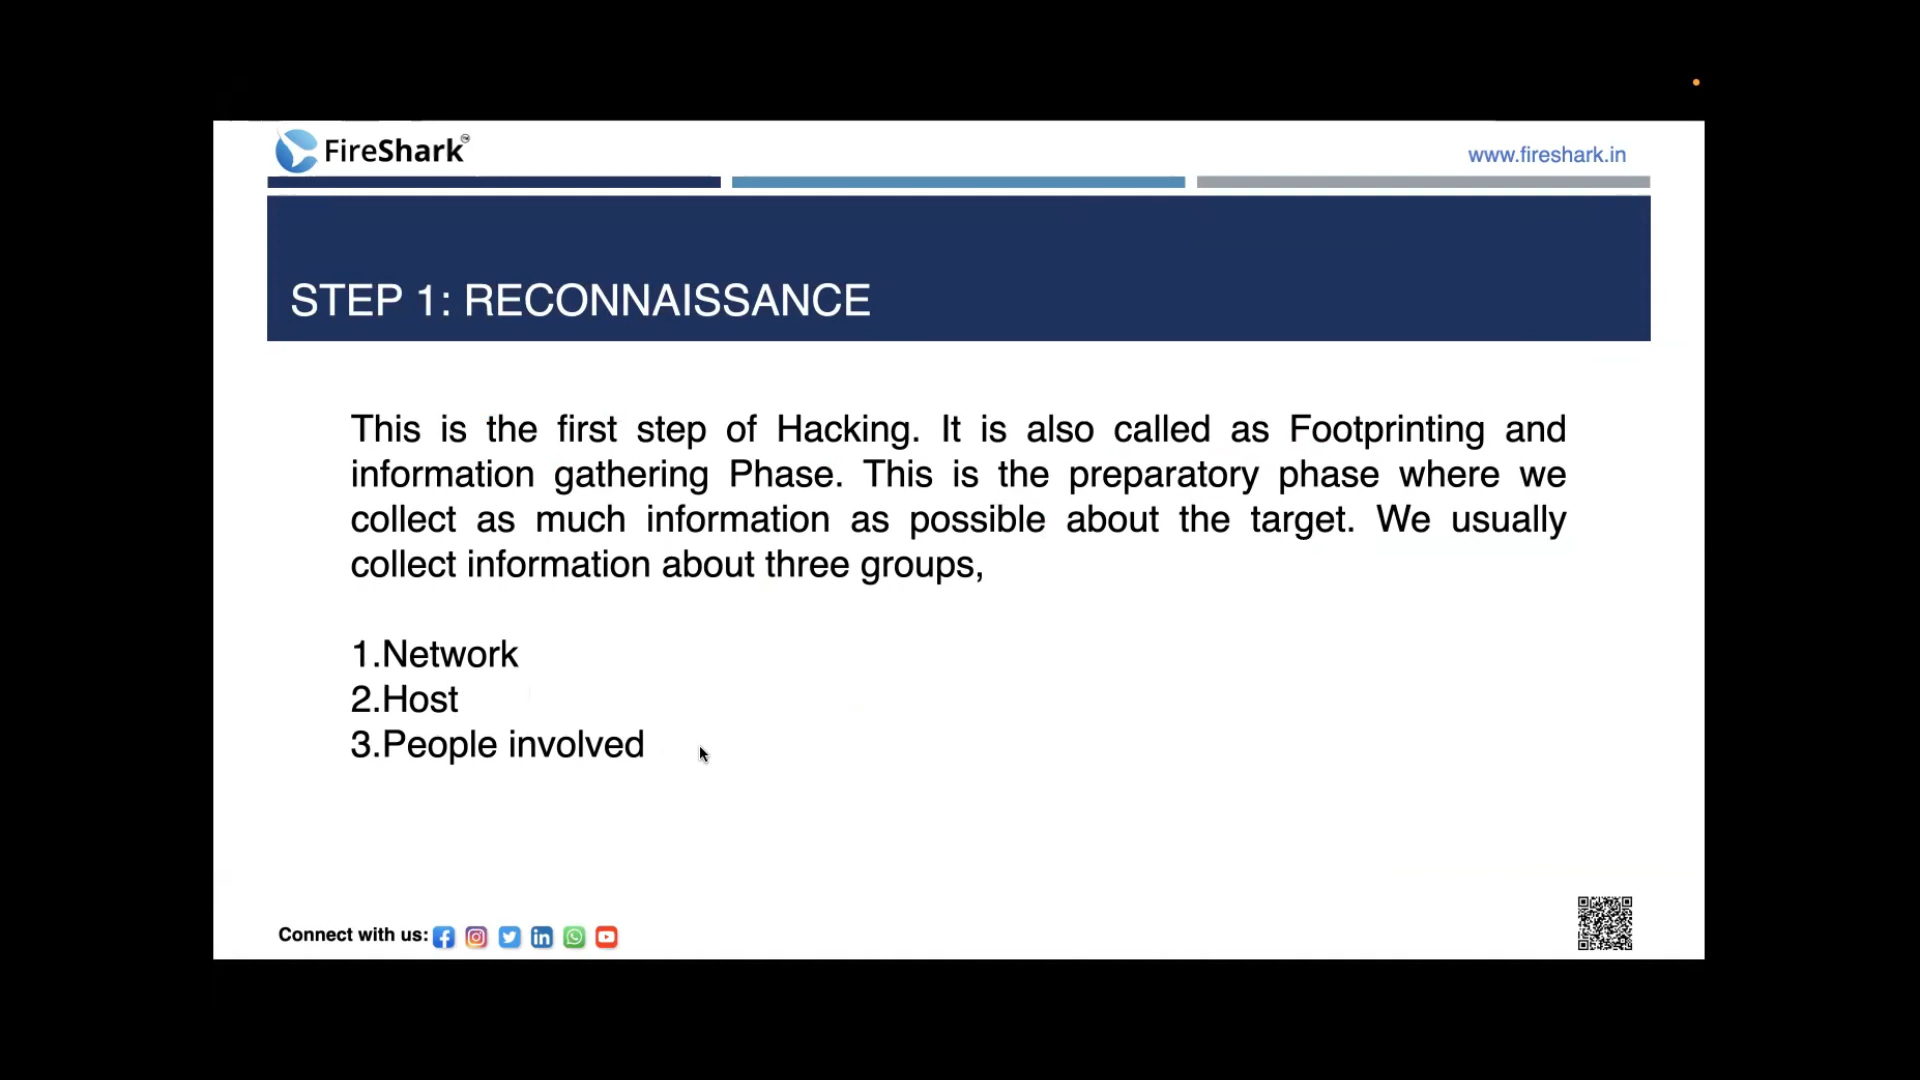 FireShark
www.fireshark.in
STEP 1: RECONNAISSANCE
This is the first step of Hacking. It is also called as Footprinting and
information gathering Phase. This is the preparatory phase where we
collect as much information as possible about the target. We usually
collect information about three groups,
1.Network
2.Host
3.People involved
Connect with us: